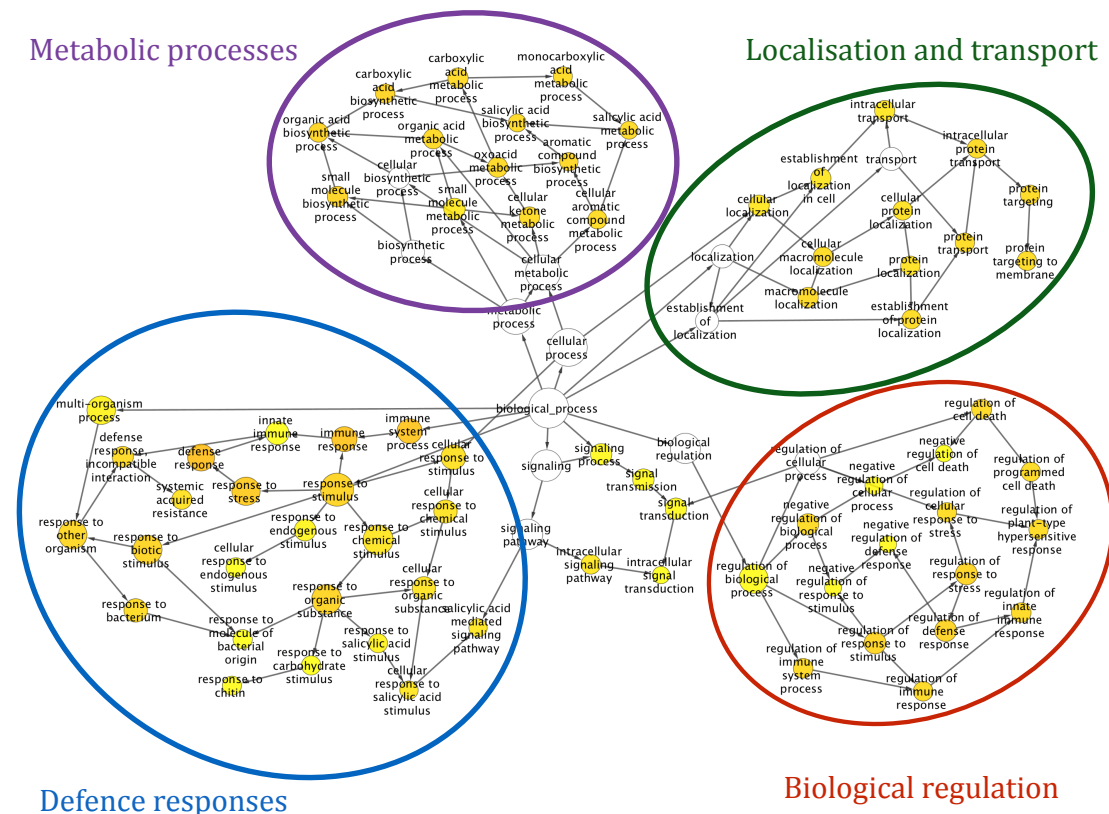 Metabolic processes
Localisation and transport
carboxylic
acid
metabolic
process
monocarboxylic
acid
metabolic
process
carboxylic
acid
biosynthetic
process
salicylic acid
biosynthetic
process
salicylic acid
metabolic
process
organic acid
biosynthetic
process
organic acid
metabolic
process
oxoacid
metabolic
process
aromatic
compound
biosynthetic
process
cellular
biosynthetic
process
small
molecule
biosynthetic
process
small
molecule
metabolic
process
cellular
ketone
metabolic
process
cellular
aromatic
compound
metabolic
process
biosynthetic
process
cellular
metabolic
process
metabolic
process
cellular
process
intracellular
transport
intracellular
protein
transport
transport
establishment
of
localization
in cell
protein
targeting
cellular
localization
cellular
protein
localization
protein
transport
protein
targeting to
membrane
localization
cellular
macromolecule
localization
protein
localization
macromolecule
localization
establishment
of
localization
establishment
of protein
localization
biological_process
multi-organism
process
innate
immune
response
immune
response
immune
system
process
defense
response,
incompatible
interaction
defense
response
cellular
response to
stimulus
systemic
acquired
resistance
response to
stress
response to
stimulus
cellular
response to
chemical
stimulus
response to
other
organism
response to
biotic
stimulus
response to
endogenous
stimulus
response to
chemical
stimulus
cellular
response to
endogenous
stimulus
response to
organic
substance
cellular
response to
organic
substance
response to
bacterium
response to
molecule of
bacterial
origin
response to
salicylic acid
stimulus
salicylic acid
mediated
signaling
pathway
response to
carbohydrate
stimulus
response to
chitin
cellular
response to
salicylic acid
stimulus
signaling
signaling
process
signal
transmission
signal
transduction
signaling
pathway
intracellular
signaling
pathway
intracellular
signal
transduction
biological
regulation
regulation of
cell death
regulation of
cellular
process
negative
regulation of
cell death
negative
regulation of
cellular
process
regulation of
programmed
cell death
negative
regulation of
biological
process
regulation of
cellular
response to
stress
regulation of
plant-type
hypersensitive
response
negative
regulation of
defense
response
regulation of
biological
process
negative
regulation of
response to
stimulus
regulation of
response to
stress
regulation of
innate
immune
response
regulation of
response to
stimulus
regulation of
defense
response
regulation of
immune
system
process
regulation of
immune
response
Defence responses
Biological regulation